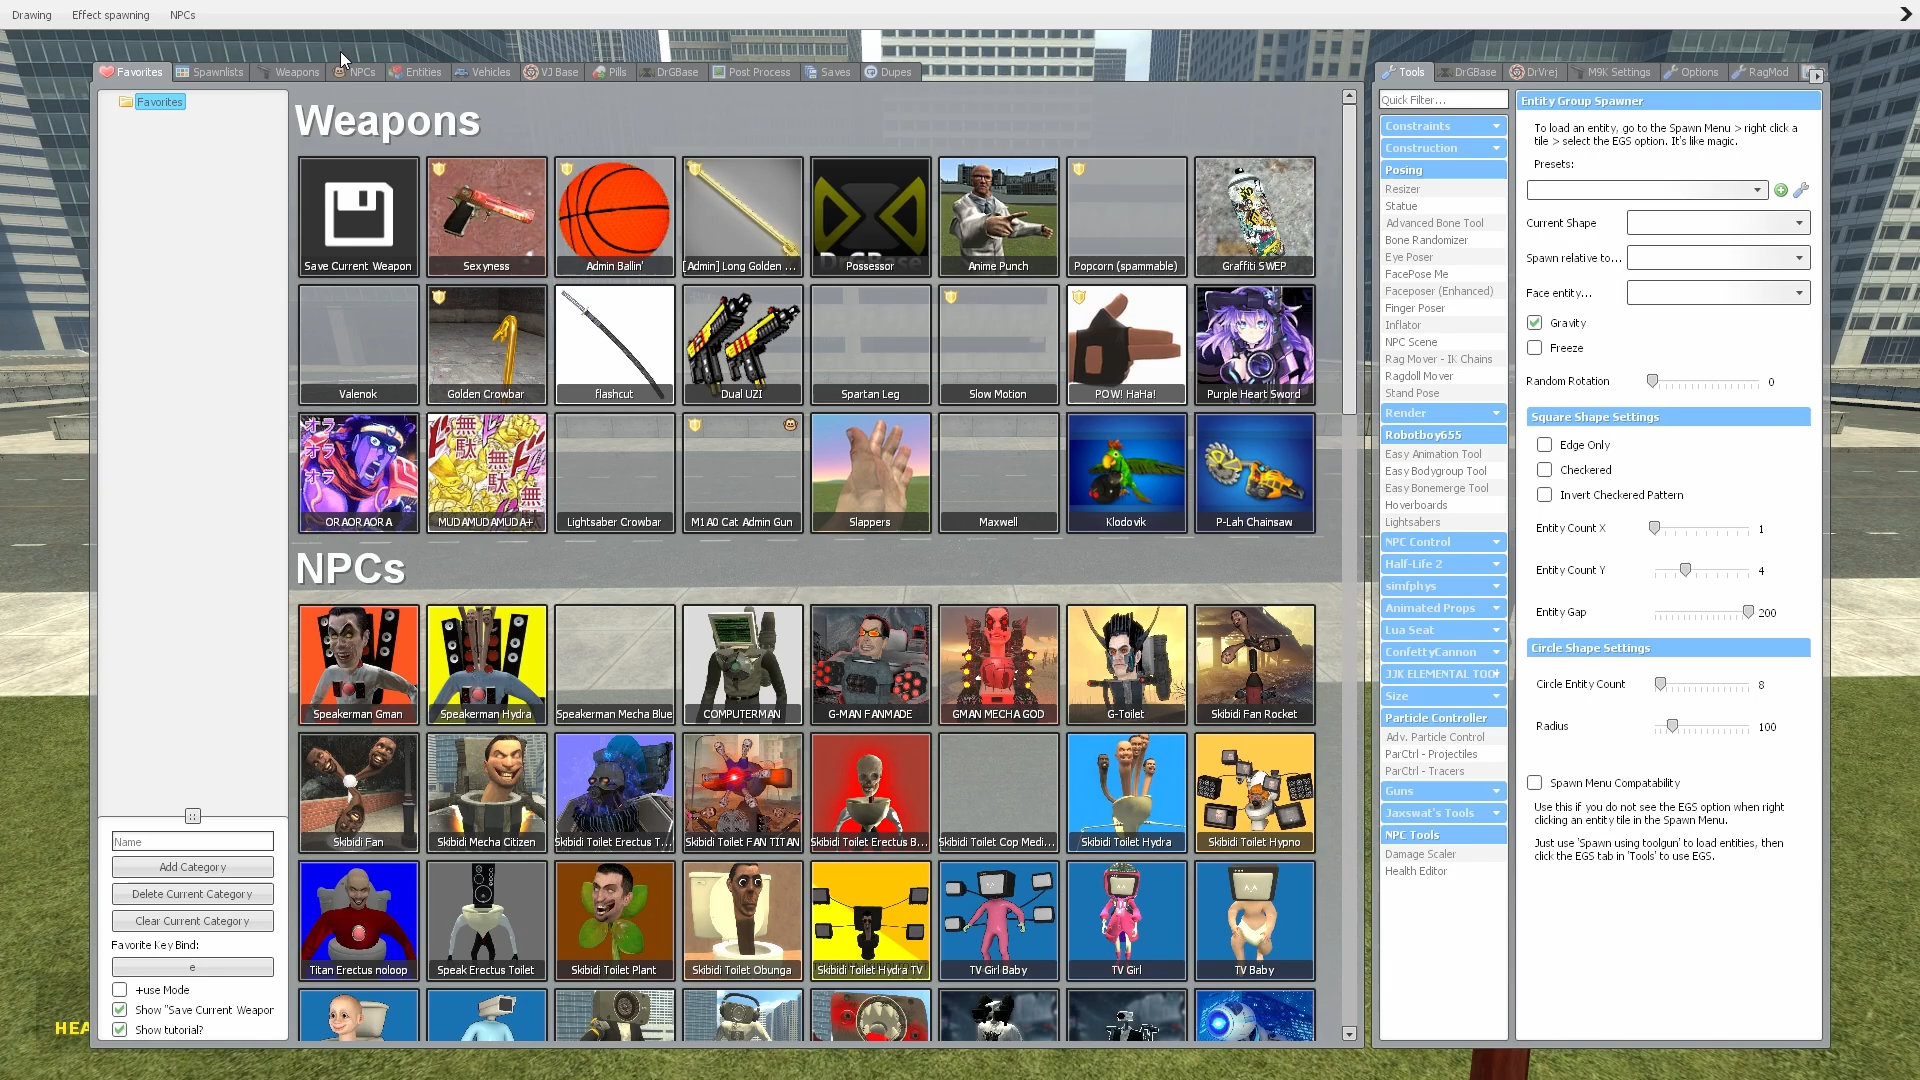 Drawing Effect spawning NPCs
Favorites Spawnlists Weapons NPCs Entities Vehicles VJ Base Pills DrGBase Post Process Saves Dupes
Favorites
Name
Add Category
Delete Current Category
Clear Current Category
Favorite Key Bind:
e
+use Mode
Show "Save Current Weapor
Show tutorial?
HEA
Weapons
Save Current Weapon
Sexyness
Admin Ballin'
[Admin] Long Golden ...
Possessor
Anime Punch
Popcorn (spammable)
Graffiti SWEP
Valenok
Golden Crowbar
flashcut
Dual UZI
Spartan Leg
Slow Motion
POW! HaHa!
Purple Heart Sword
オラ
オラ
オラ
ORAORAORA
無駄
無駄
無
MUDAMUDAMUDA+
Lightsaber Crowbar
M1A0 Cat Admin Gun
Slappers
Maxwell
Klodovik
P-Lah Chainsaw
NPCs
Speakerman Gman
Speakerman Hydra
Speakerman Mecha Blue
COMPUTERMAN
G-MAN FANMADE
GMAN MECHA GOD
G-Toilet
Skibidi Fan Rocket
Skibidi Fan
Skibidi Mecha Citizen
Skibidi Toilet Erectus T...
Skibidi Toilet FAN TITAN
Skibidi Toilet Erectus B...
Skibidi Toilet Cop Medi...
Skibidi Toilet Hydra
Skibidi Toilet Hypno
Titan Erectus noloop
Speak Erectus Toilet
Skibidi Toilet Plant
Skibidi Toilet Obunga
Skibidi Toilet Hydra TV
TV Girl Baby
TV Girl
TV Baby
Tools DrGBase DrVrej M9K Settings Options RagMod
Quick Filter...
Constraints
Construction
Posing
Resizer
Statue
Advanced Bone Tool
Bone Randomizer
Eye Poser
FacePose Me
Faceposer (Enhanced)
Finger Poser
Inflator
NPC Scene
Rag Mover - IK Chains
Ragdoll Mover
Stand Pose
Render
Robotboy655
Easy Animation Tool
Easy Bodygroup Tool
Easy Bonemerge Tool
Hoverboards
Lightsabers
NPC Control
Half-Life 2
simfphys
Animated Props
Lua Seat
ConfettyCannon
JJK ELEMENTAL TOO
Size
Particle Controller
Adv. Particle Control
ParCtrl - Projectiles
ParCtrl - Tracers
Guns
Jaxswat's Tools
NPC Tools
Damage Scaler
Health Editor
Entity Group Spawner
To load an entity, go to the Spawn Menu > right click a
tile > select the EGS option. It's like magic.
Presets:
Current Shape
Spawn relative to...
Face entity...
Gravity
Freeze
Random Rotation 0
Square Shape Settings
Edge Only
Checkered
Invert Checkered Pattern
Entity Count X 1
Entity Count Y 4
Entity Gap 200
Circle Shape Settings
Circle Entity Count 8
Radius 100
Spawn Menu Compatability
Use this if you do not see the EGS option when right
clicking an entity tile in the Spawn Menu.
Just use 'Spawn using toolgun' to load entities, then
click the EGS tab in 'Tools' to use EGS.